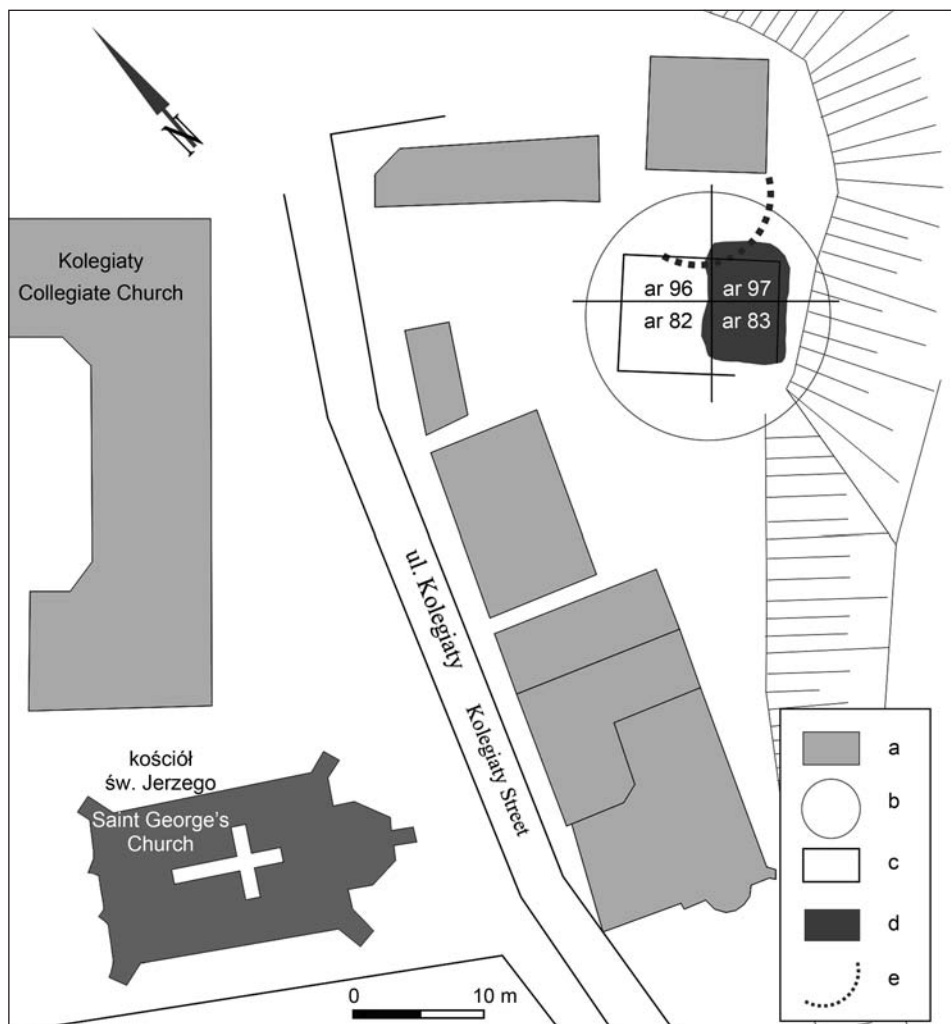 N
Kolegiaty
Collegiate Church
ar 96
ar 97
ar 82
ar 83
ul. Kolegiaty
Kolegiaty Street
kościół
św. Jerzego
Saint George's
Church
0
10 m
a
b
c
d
e